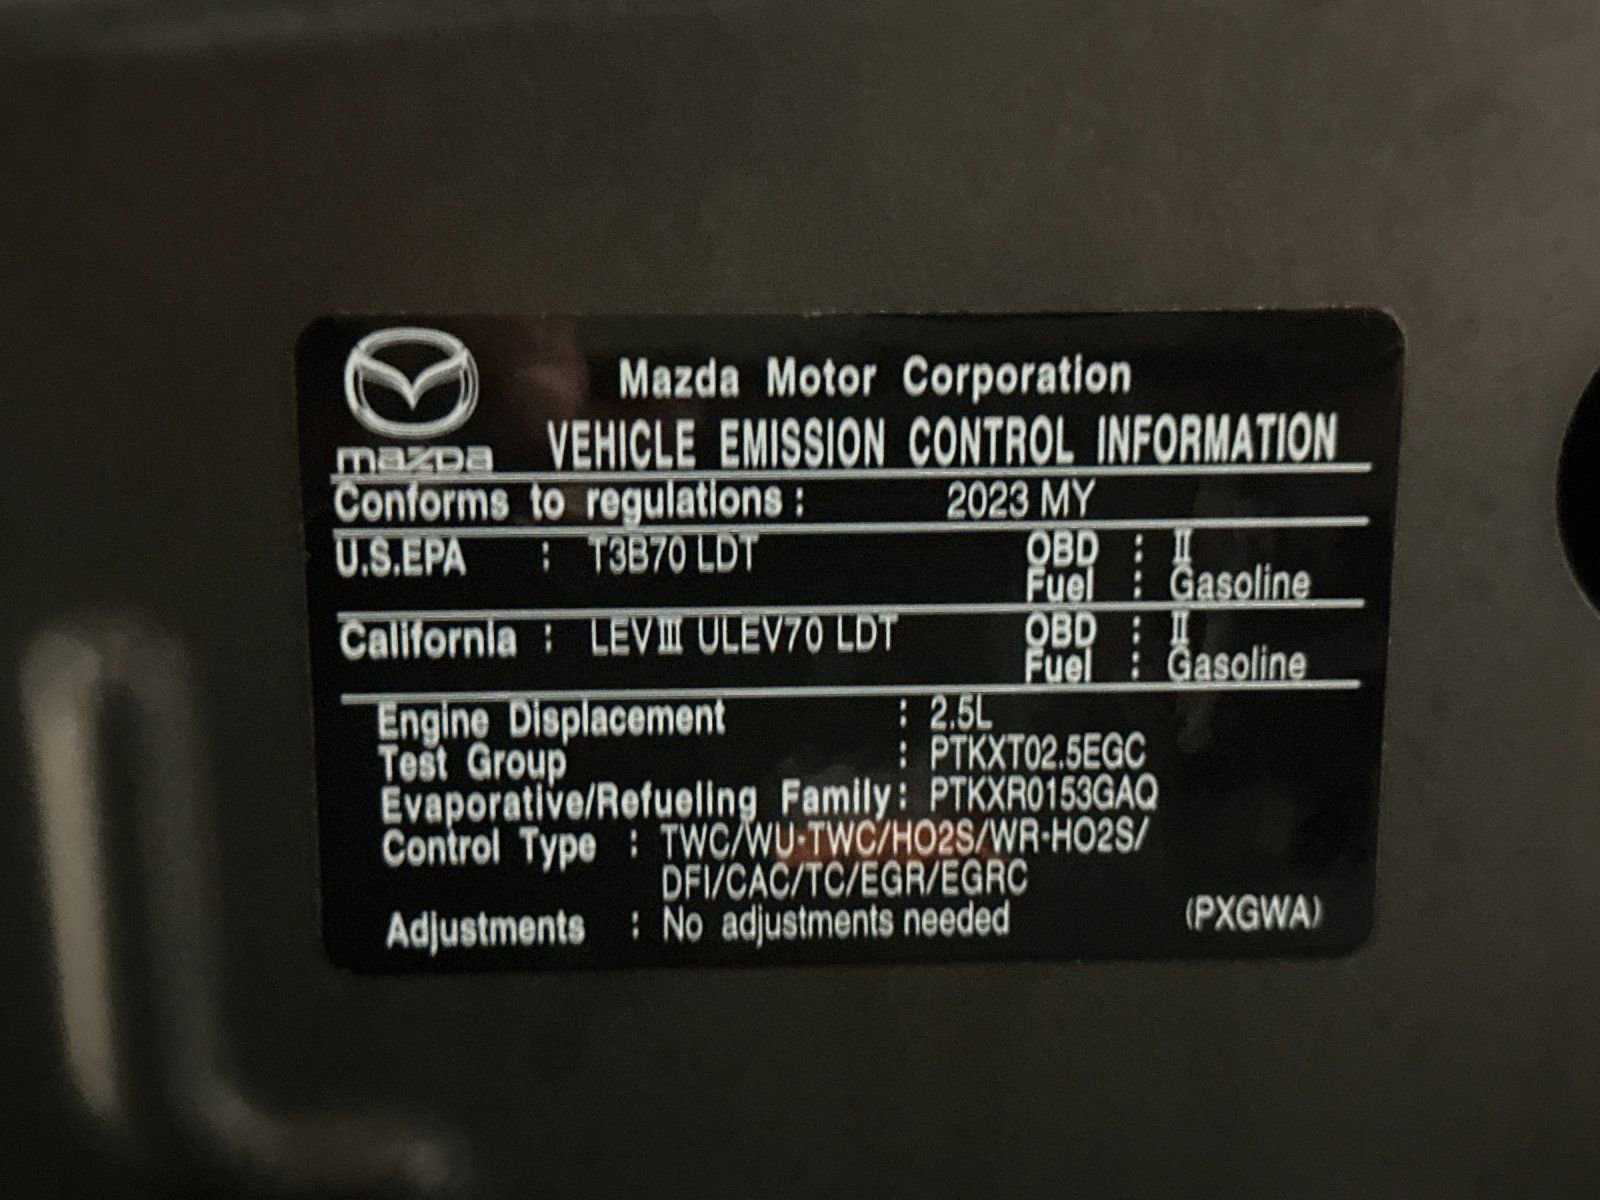 mazda
Mazda Motor Corporation
VEHICLE EMISSION CONTROL INFORMATION
Conforms to regulations : 2023 MY
U.S.EPA : T3B70 LDT OBD : II
Fuel : Gasoline
California : LEVIII ULEV70 LDT OBD : II
Fuel : Gasoline
Engine Displacement : 2.5L
Test Group : PTKXT02.5EGC
Evaporative/Refueling Family : PTKXR0153GAQ
Control Type : TWC/WU-TWC/HO2S/WR-HO2S/
DFI/CAC/TC/EGR/EGRC
Adjustments : No adjustments needed (PXGWA)